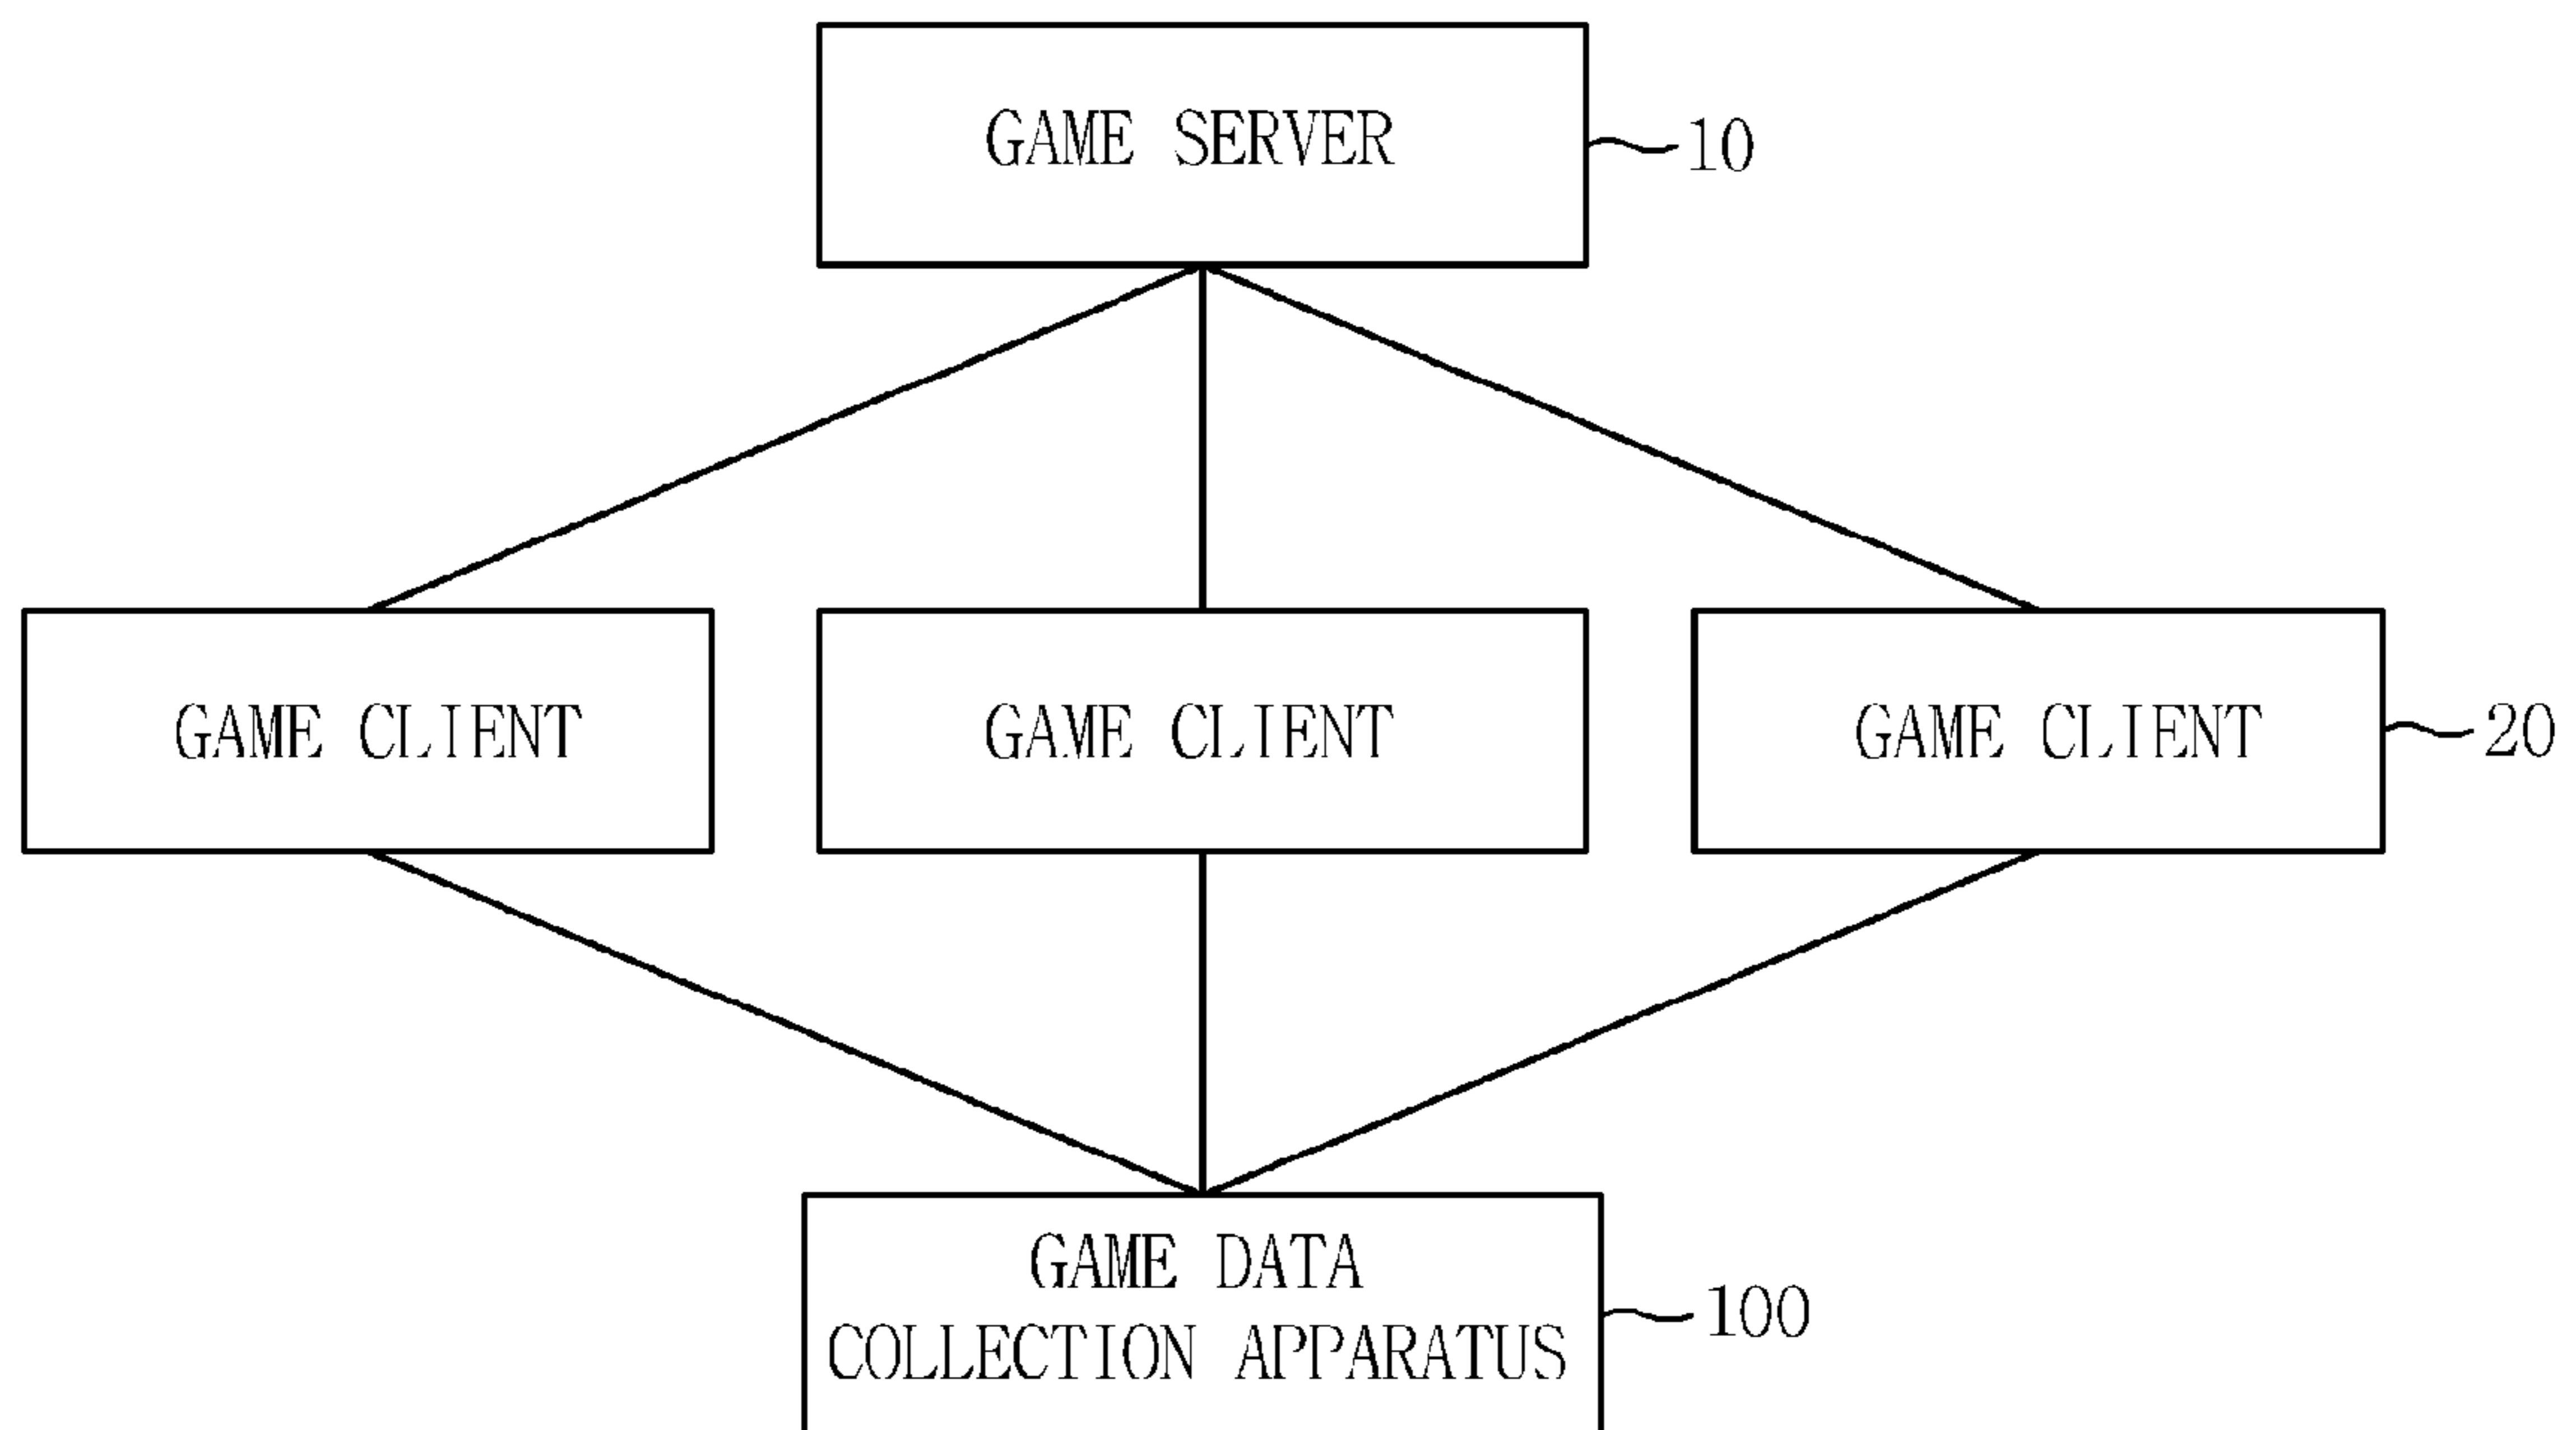 GAME SERVER
10
GAME CLIENT
GAME CLIENT
GAME CLIENT
20
GAME DATA
COLLECTION APPARATUS
100